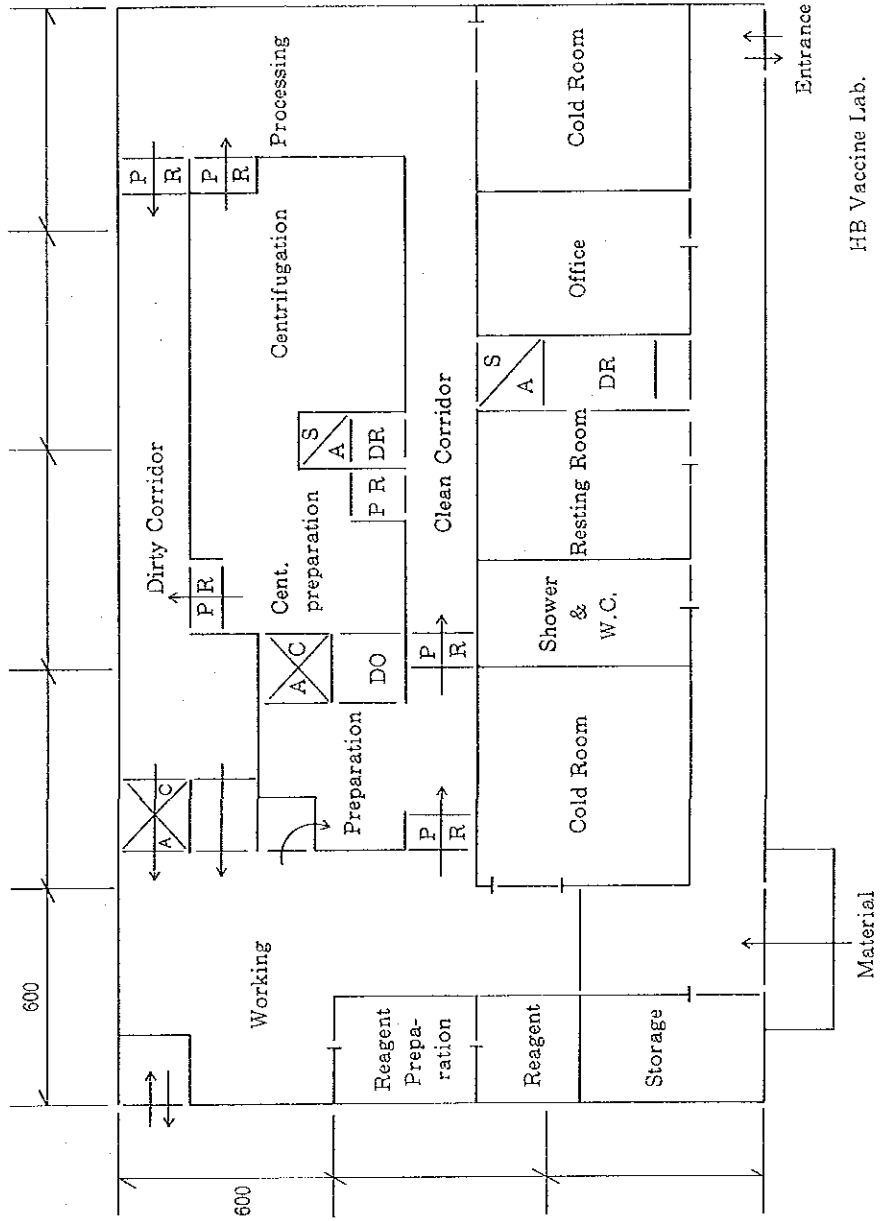 600
600
P
R
P
R
Processing
Dirty Corridor
Centrifugation
P R
Cent.
preparation
S
A
DR
P R
A
C
A
C
DO
Preparation
Working
P
R
P
R
Clean Corridor
Reagent
Prepa-
ration
Reagent
Storage
Cold Room
Shower
&
W.C.
Resting Room
S
A
DR
Office
Cold Room
Material
Entrance
HB Vaccine Lab.